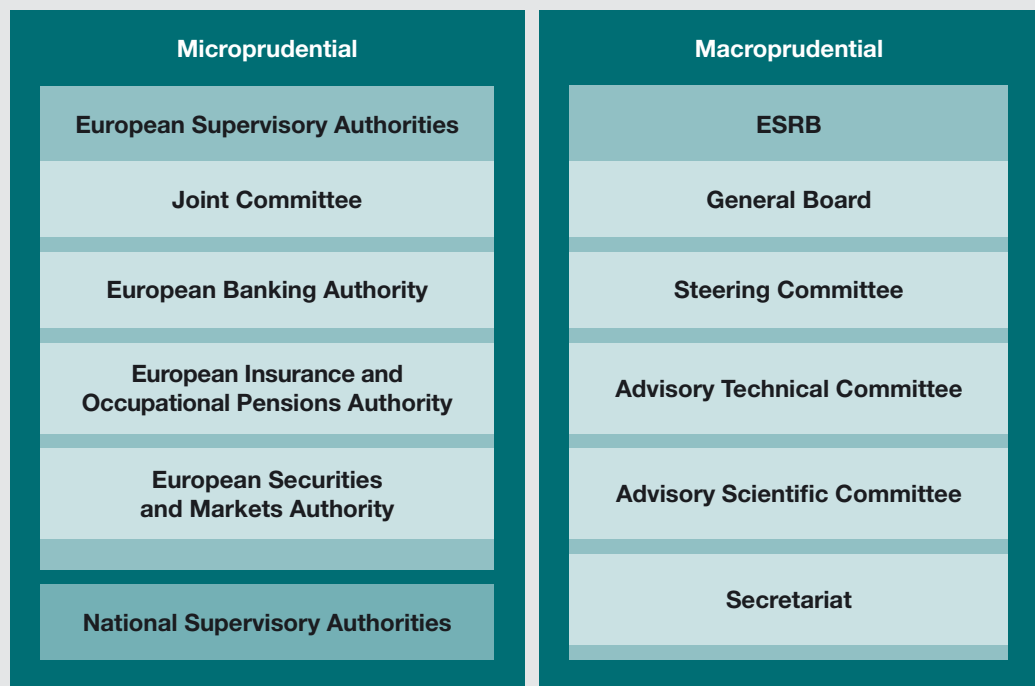 Microprudential
European Supervisory Authorities
Joint Committee
European Banking Authority
European Insurance and
Occupational Pensions Authority
European Securities
and Markets Authority
National Supervisory Authorities
Macroprudential
ESRB
General Board
Steering Committee
Advisory Technical Committee
Advisory Scientific Committee
Secretariat